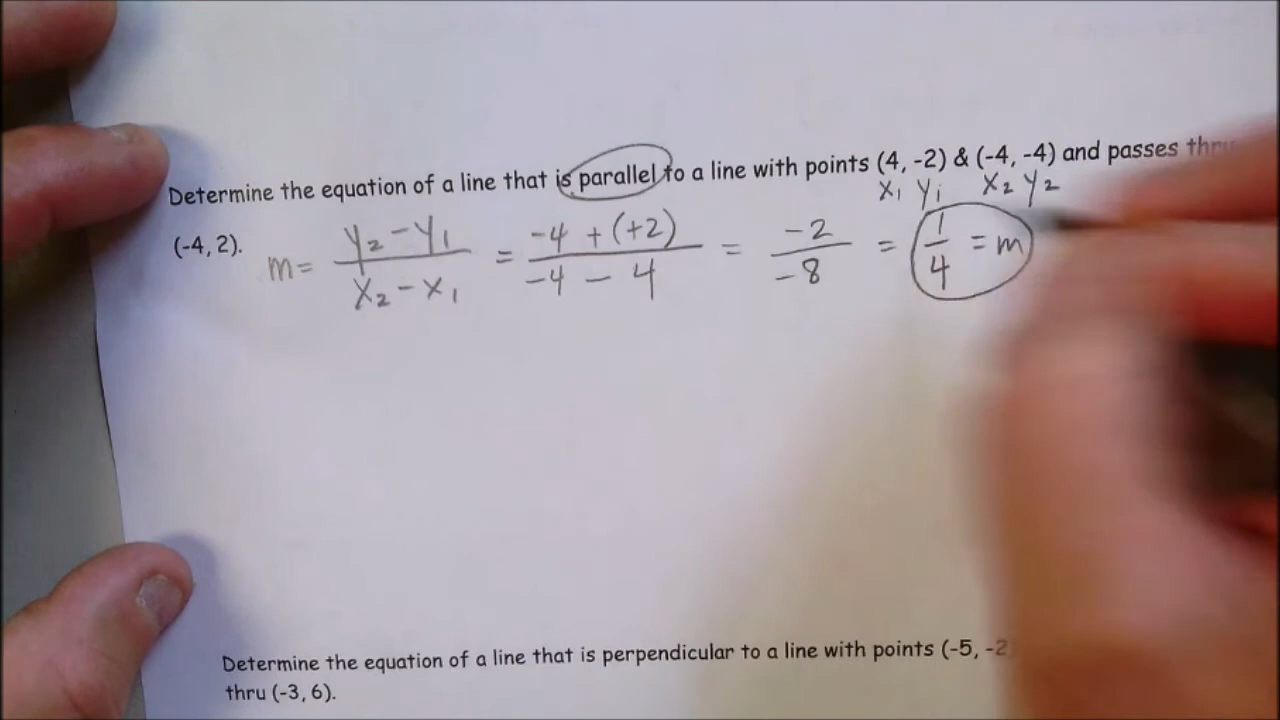 Determine the equation of a line that is parallel to a line with points (4, -2) & (-4, -4) and passes thru
x₁ y₁ x₂ y₂
(-4, 2).
m = y₂ - y₁ / x₂ - x₁ = -4 + (+2) / -4 - 4 = -2 / -8 = 1/4 = m
Determine the equation of a line that is perpendicular to a line with points (-5, -2
thru (-3, 6).